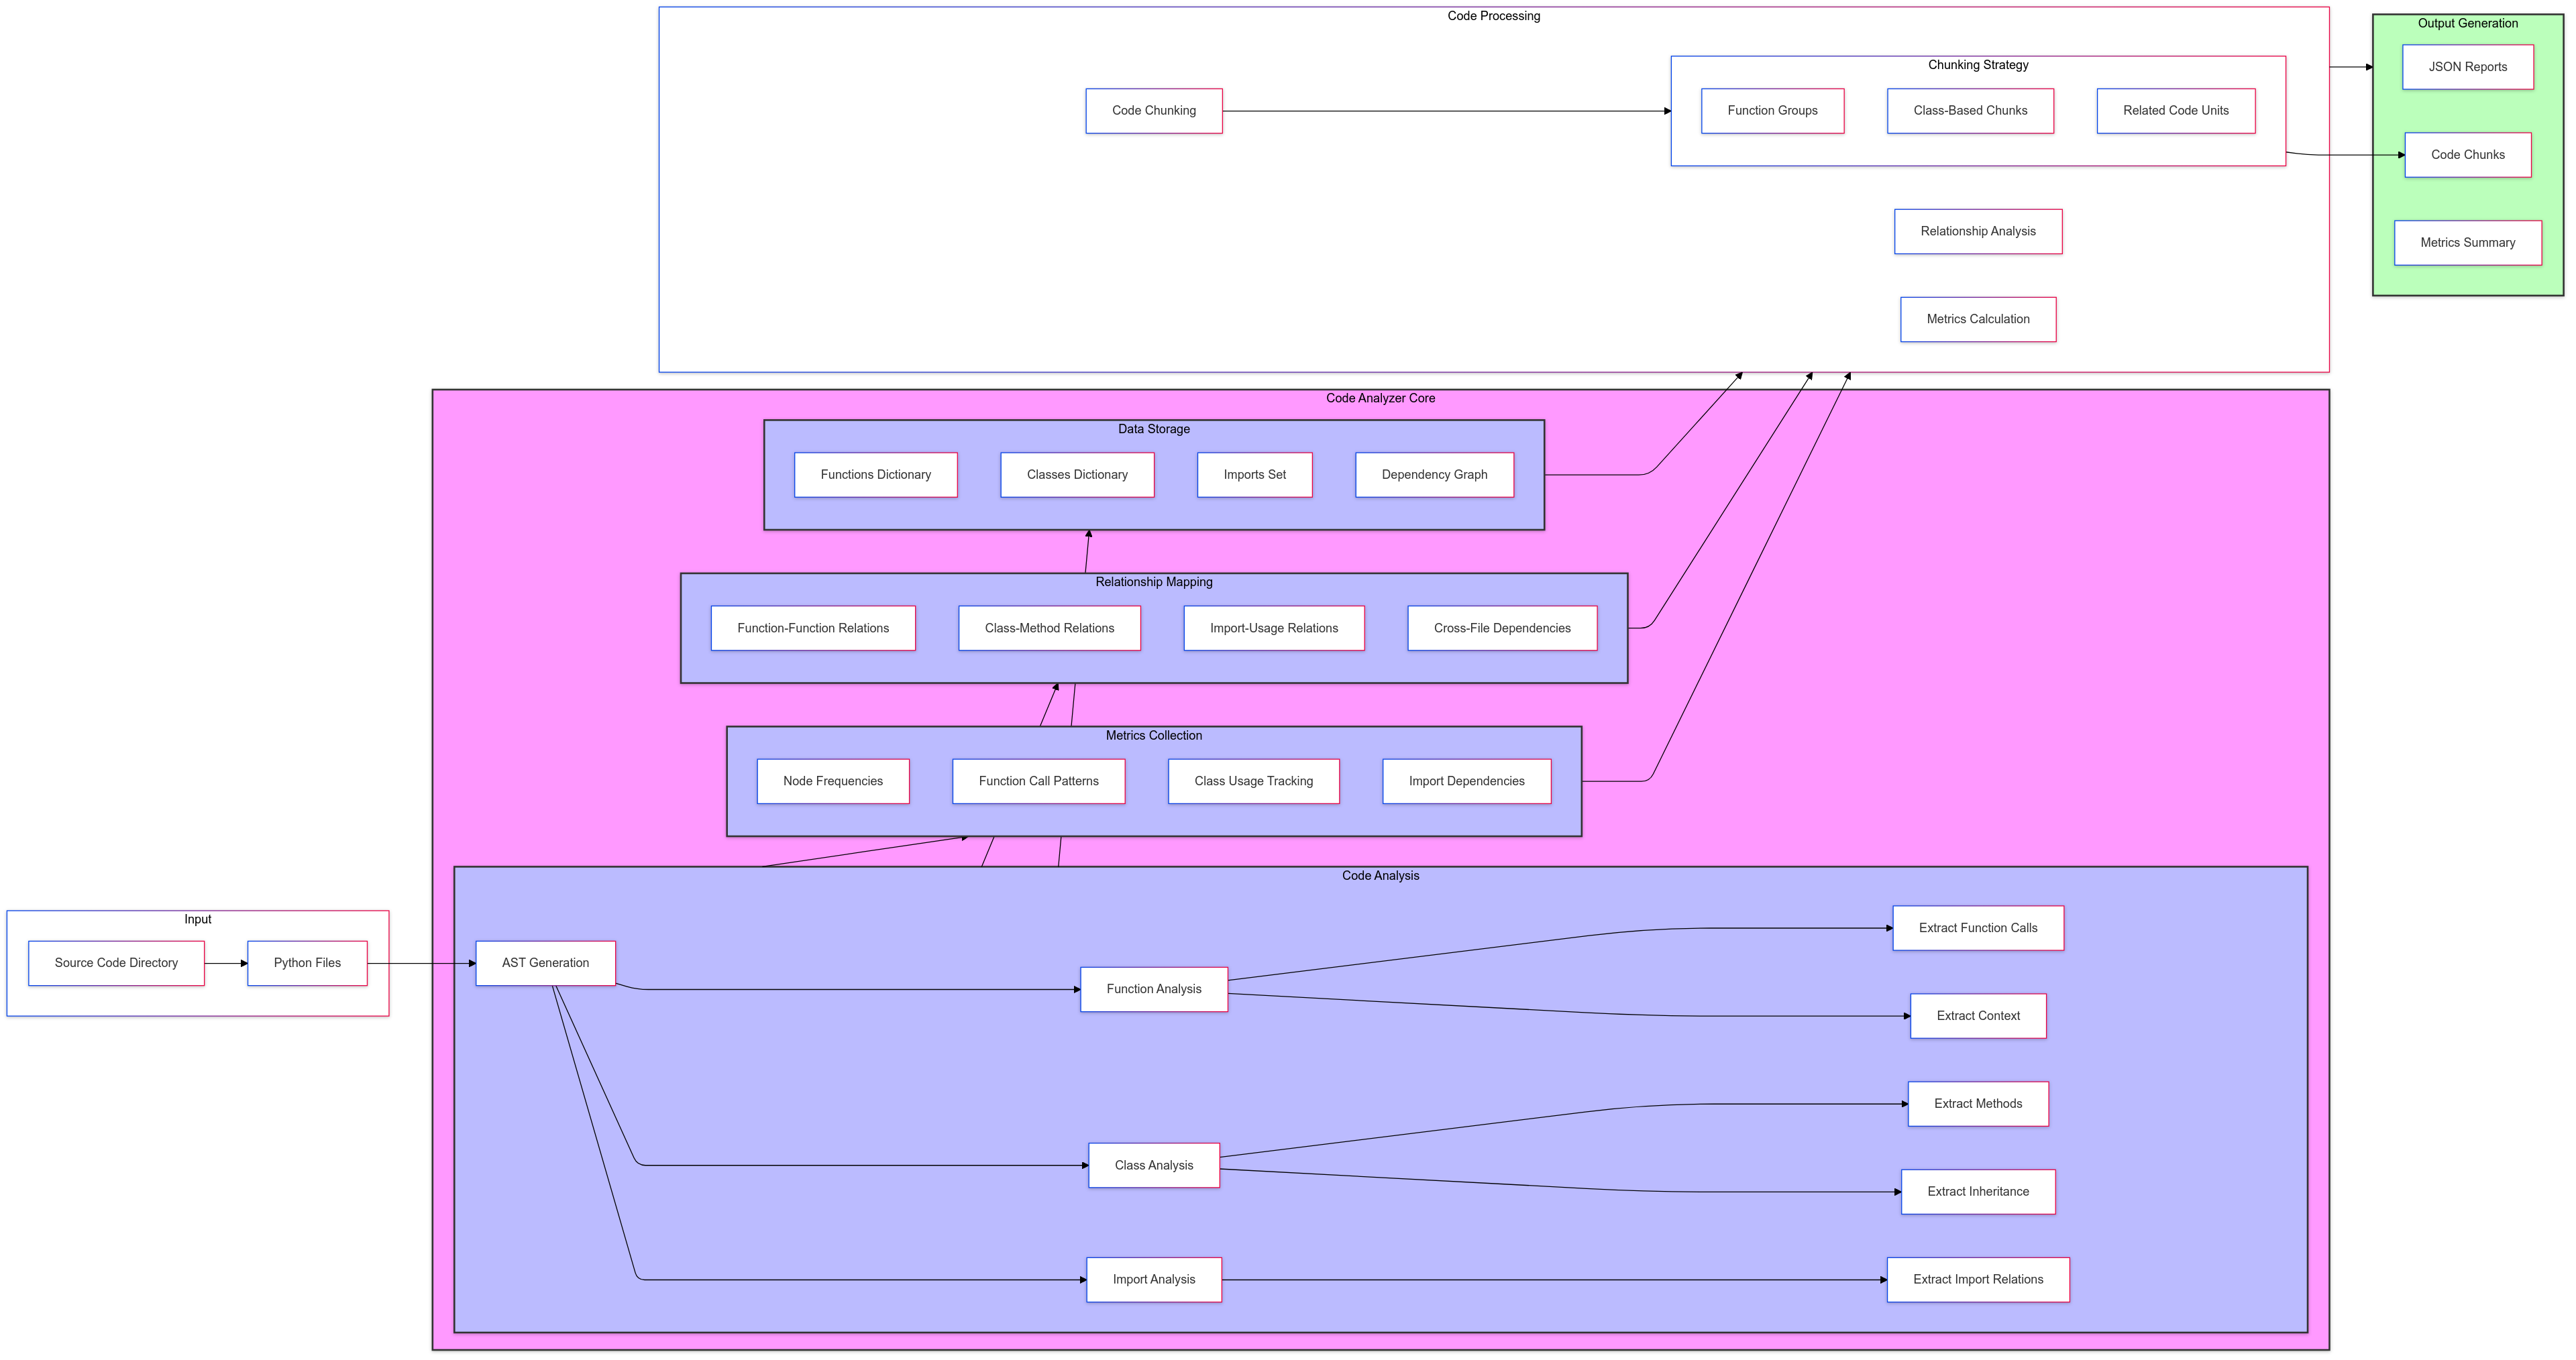 Code Processing
Code Chunking
Chunking Strategy
Function Groups
Class-Based Chunks
Related Code Units
Relationship Analysis
Metrics Calculation
Output Generation
JSON Reports
Code Chunks
Metrics Summary
Code Analyzer Core
Data Storage
Functions Dictionary
Classes Dictionary
Imports Set
Dependency Graph
Relationship Mapping
Function-Function Relations
Class-Method Relations
Import-Usage Relations
Cross-File Dependencies
Metrics Collection
Node Frequencies
Function Call Patterns
Class Usage Tracking
Import Dependencies
Input
Source Code Directory
Python Files
Code Analysis
AST Generation
Function Analysis
Extract Function Calls
Extract Context
Class Analysis
Extract Methods
Extract Inheritance
Import Analysis
Extract Import Relations